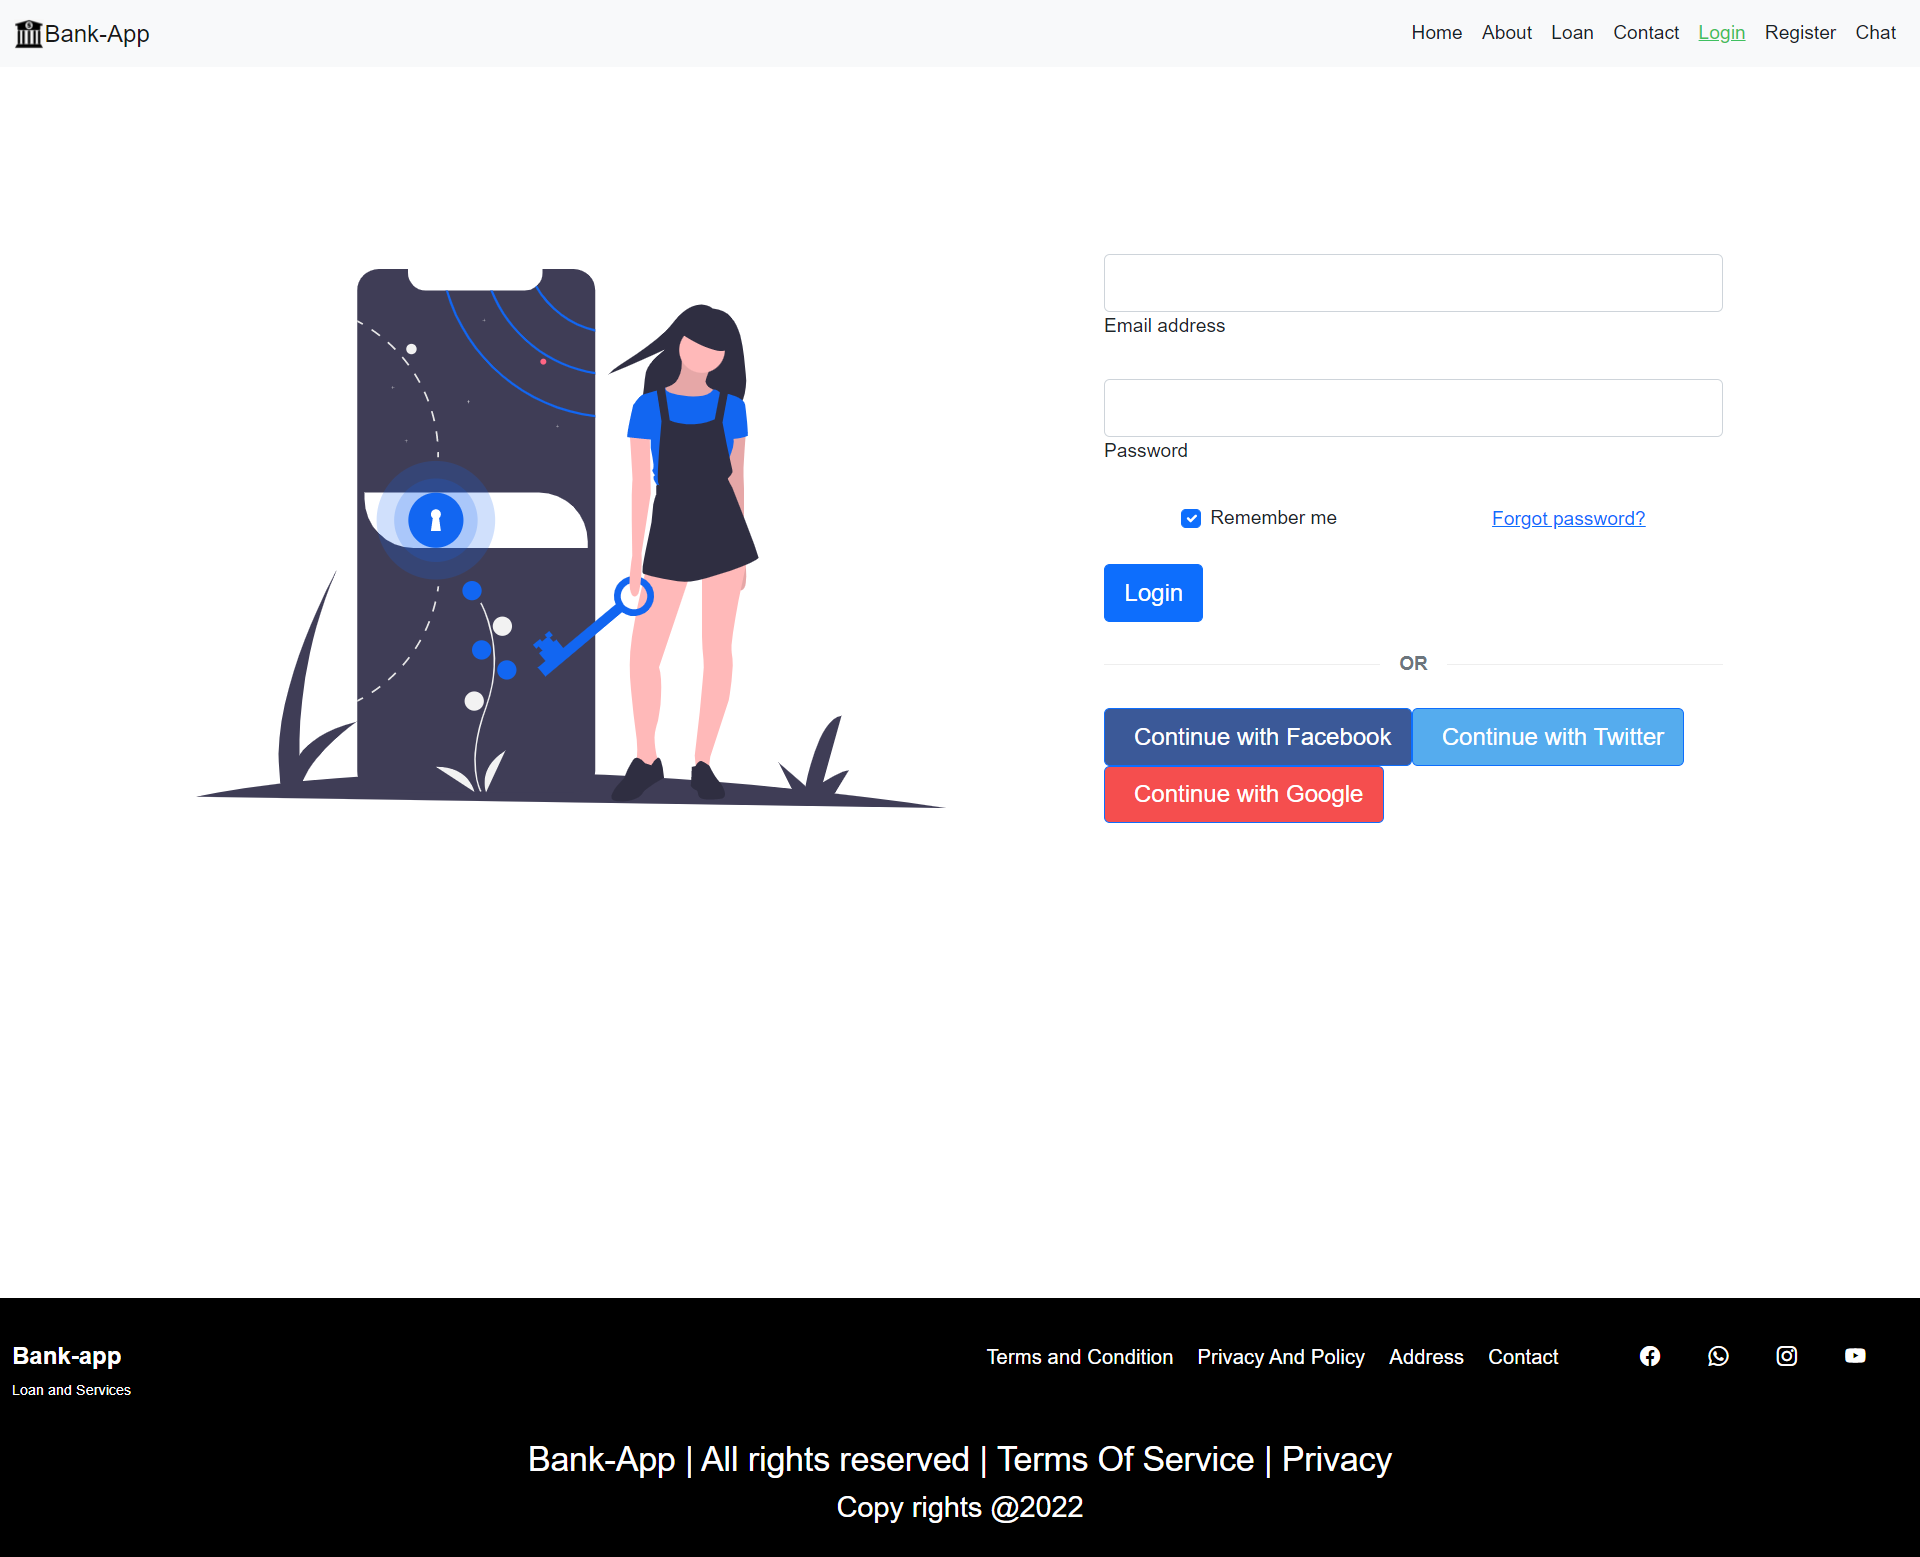 Bank-App
Home About Loan Contact Login Register Chat
Email address
Password
Remember me Forgot password?
Login
OR
Continue with Facebook Continue with Twitter
Continue with Google
Bank-app
Loan and Services
Terms and Condition Privacy And Policy Address Contact
Bank-App | All rights reserved | Terms Of Service | Privacy
Copy rights @2022